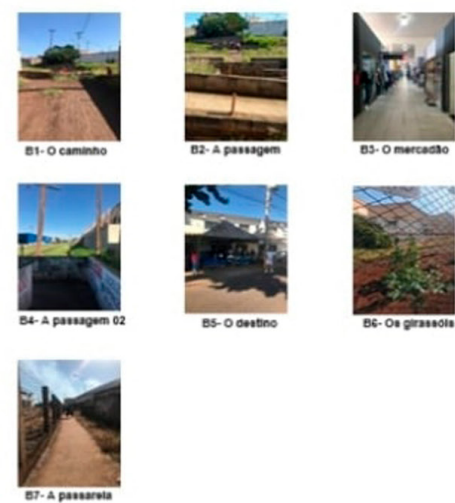 B1- O caminho
B2- A passagem
B3- O mercadão
B4- A passagem 02
B5- O destino
B6- Os girassóis
B7- A passarela